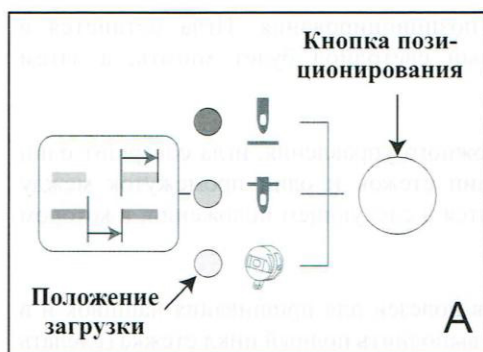 Кнопка пози-
ционирования
Положение
загрузки
A